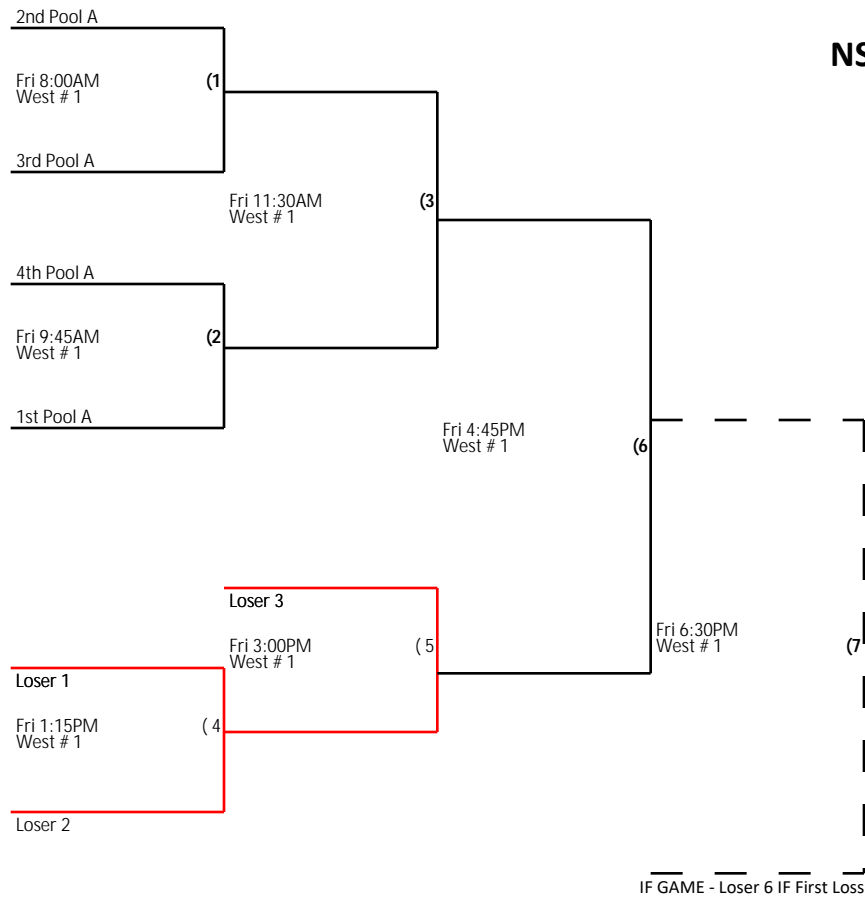 2nd Pool A
NS
Fri 8:00AM
West # 1
(1
3rd Pool A
Fri 11:30AM
West # 1
(3
4th Pool A
Fri 9:45AM
West # 1
(2
1st Pool A
Fri 4:45PM
West # 1
(6
Loser 3
Fri 3:00PM
West # 1
( 5
Fri 6:30PM
West # 1
(7
Loser 1
Fri 1:15PM
West # 1
( 4
Loser 2
IF GAME - Loser 6 IF First Loss